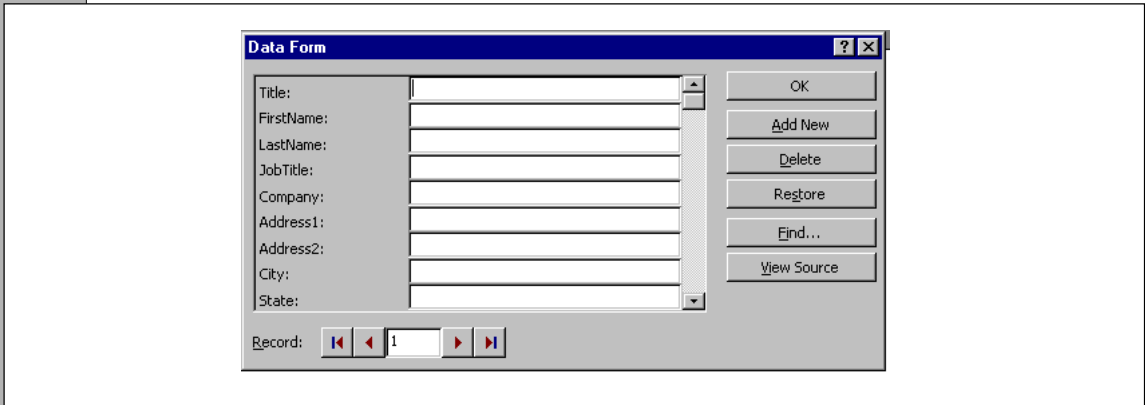 Data Form
Title:
FirstName:
LastName:
JobTitle:
Company:
Address1:
Address2:
City:
State:
OK
Add New
Delete
Restore
Find...
View Source
Record: 1